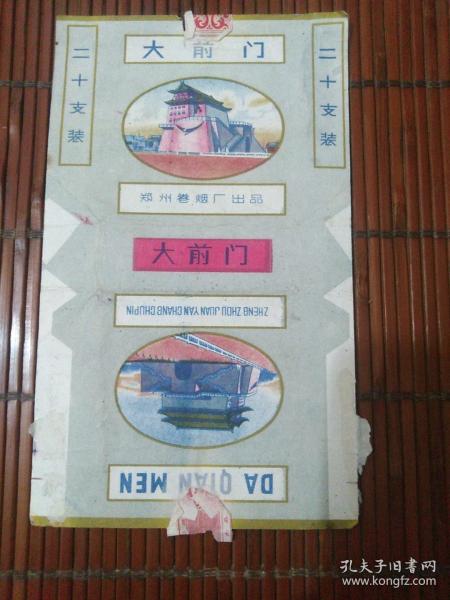 大前门
二十支装
二十支装
郑州卷烟厂出品
大前门
ZHENG ZHOU JUAN YAN CHANG CHUPIN
DA QIAN MEN
孔夫子旧书网
www.kongfz.com